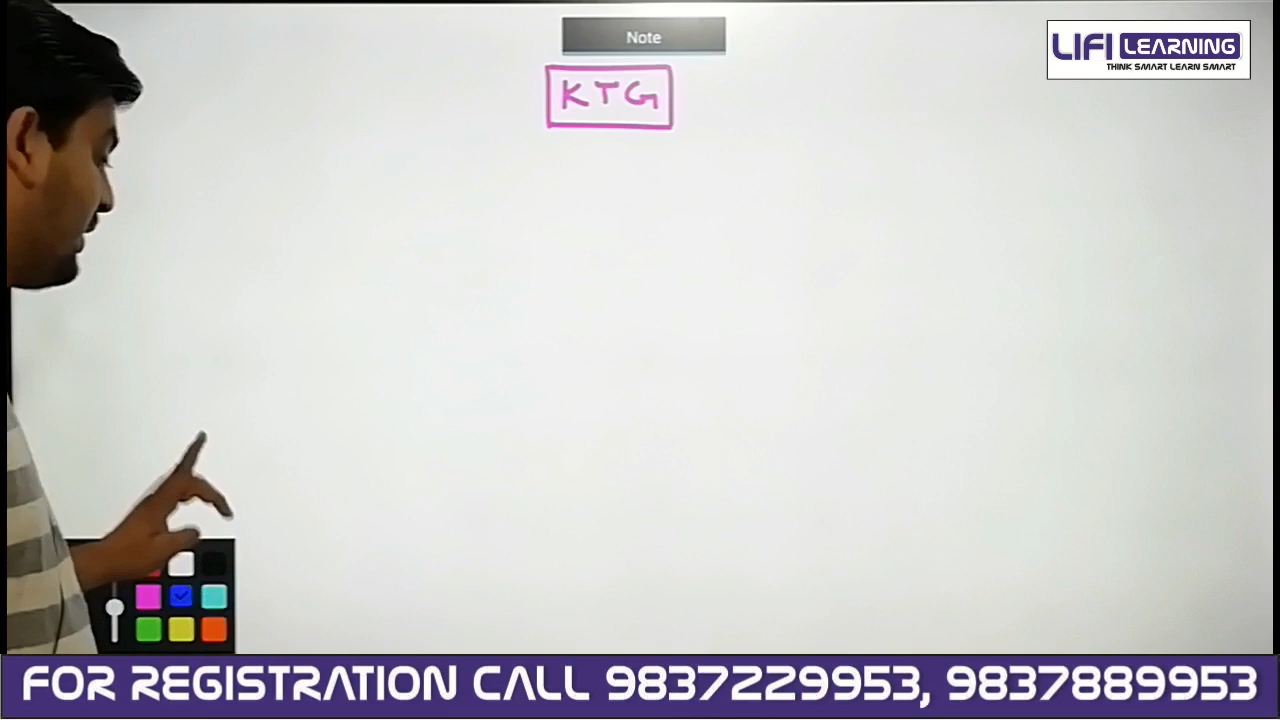 Note
LIFI LEARNING
THINK SMART LEARN SMART
KTG
FOR REGISTRATION CALL 9837229953, 9837889953